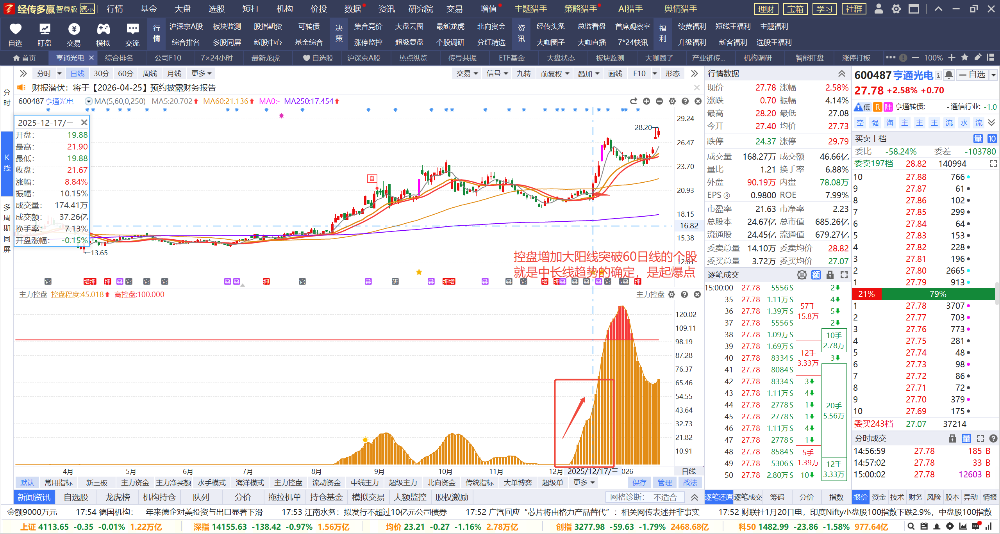 经传多赢 智尊版 演示 行情 基金 大盘 选股 短打 机构 价投 数据 资讯 研究院 交易 增值 主题猎手 策略猎手 AI猎手 舆情猎手 理财 宝箱 学习 社群
自选 盯盘 交易 模拟 交流
行情 沪深京A股 板块监测 股指期货 可转债 决策 集合竞价 大盘云图 最新龙虎 北向资金 资讯 经传头条 总监看盘 首席观察室 福利 续费福利 短线王福利 主题福利
综合排名 多股同屏 新股中心 基金综合 涨停监控 超级复盘 个股调研 分红精选 大咖圈子 大咖直播 7*24快讯 升级福利 新客福利 选股王福利
首页 亨通光电 综合排名 公司F10 7×24小时 最新龙虎 自选股 沪深京A股 热点纵览 传导共振 ETF基金 大盘状态 板块监测 大咖圈子 产业链传... 机构调研 智能盯盘 涨停打板 100%
分时 日线 30分 60分 周线 月线 更多 交易 信号 九转 前复权 叠加 画线 F10 形态
财报潜伏：将于【2026-04-25】预约披露财务报告
600487 亨通光电 MA(5,60,0,250) MA5:20.702 MA60:21.136 MA0:- MA250:17.454
分时
K线
多周期同屏
2025-12-17/三
开盘: 19.88
最高: 21.90
最低: 19.88
收盘: 21.67
涨幅: 8.84%
振幅: 10.15%
成交量: 174.41万
成交额: 37.26亿
换手率: 7.13%
开盘涨幅: -0.15%
29.24
28.20
26.47
23.70
自
20.93
18.15
16.82
15.38
13.65
12.61
控盘增加大阳线突破60日线的个股
就是中长线趋势的确定，是起爆点
它 增押 押 叠 它 它 它 叠 叠 押 它 叠 研 叠 押增 叠 叠 它 增 押叠 叠 叠 叠 它 叠 押
主力控盘 控盘程度:45.018 高控盘:100.000 主力控盘
120.02
109.11
98.19
87.28
76.37
65.46
54.55
43.64
32.73
21.82
10.91
4月 5月 6月 7月 8月 9月 10月 11月 12月 2025/12/17/三 026 日线
默认 常用指标 新三板 主力资金 主力净买额 水手模式 海洋模式 主力控盘 流动资金 中线主力 超级主力 北向资金 传统指标 大单博弈 超级单 更多 保存 管理 战法
新闻资讯 自选股 龙虎榜 机构持仓 队列 分价 拖拉机单 持仓基金 模拟交易 大额监控 股权激励 网格诊断： 不适合
行情数据
现价 27.78 涨幅 2.58%
涨跌 0.70 振幅 4.14%
最高 28.20 最低 27.08
今开 27.40 均价 27.73
跌停 24.37 涨停 29.79
成交量 168.27万 成交额 46.66亿
量比 1.21 换手率 6.88%
外盘 90.19万 内盘 78.08万
EPS③ 0.9800 ROE 7.99%
市盈率 21.63 市净率 2.23
总股本 24.67亿 总市值 685.26亿
流通股 24.45亿 流通值 679.27亿
委卖总量 14.10万 委卖均价 28.82
委买总量 3.72万 委买均价 27.07
逐笔成交 单 额
15:00:00 27.78 5556 S 2
35 27.78 1.11万 S 4
36 27.78 1.39万 S 5
37 27.78 5556 S 2
38 27.78 1.09万 S
39 27.78 1.69万 S
40 27.78 8334 S 3
41 27.78 8084 S
42 27.78 8334 S 3
43 27.78 1.11万 S 4
44 27.78 2778 S 1
45 27.78 2778 S 1
46 27.78 1.11万 S 4
47 27.78 2778 S 1
48 27.78 8584 S
49 27.78 5306 S
50 27.78 2.80万 S 10
57手
15.8万
12手
3.33万
5手
1.39万
10手
2.78万
20手
5.56万
12手
3.33万
逐笔还原 逐笔成交 筹码 分价 指数
600487 亨通光电 自选
27.78 +2.58% +0.70
低 R 陆 亨通转债: - 通信行业: -1.0
空 强 海 主 主 主 流 水 流
买卖十档 量 10
委比 -58.24% 委差 -103780
委卖197档 28.82 140994
10 27.88 766
9 27.87 61
8 27.86 102
7 27.85 299
6 27.84 64
5 27.83 153
4 27.82 228
3 27.81 196
2 27.80 2665
1 27.79 913
21% 79%
1 27.78 3707
2 27.77 703
3 27.76 773
4 27.75 281
5 27.74 48
6 27.73 98
7 27.72 86
8 27.71 72
9 27.70 379
10 27.69 175
委买243档 27.07 37214
分时成交 量
14:56:59 27.78 185 B
14:57:02 27.78 33 B
15:00:02 27.78 12603 B
报价 资金 技术 财务 风险 股本 异动 情报
金额9000万元 17:54 德国机构：一年来德企对美投资与出口显著下滑 17:53 江南水务：拟发行不超过10亿元公司债券 17:52 广汽回应“芯片将由格力产品替代”：相关网传表述并非事实 17:52 财联社1月20日电，印度Nifty小盘股100指数下跌2.9%，中盘股100指数
上证 4113.65 -0.35 -0.01% 1.22万亿 深指 14155.63 -138.42 -0.97% 1.56万亿 均价 23.21 -0.27 -1.16% 2.78万亿 创指 3277.98 -59.63 -1.79% 2468.68亿 科50 1482.99 -23.86 -1.58% 977.64亿